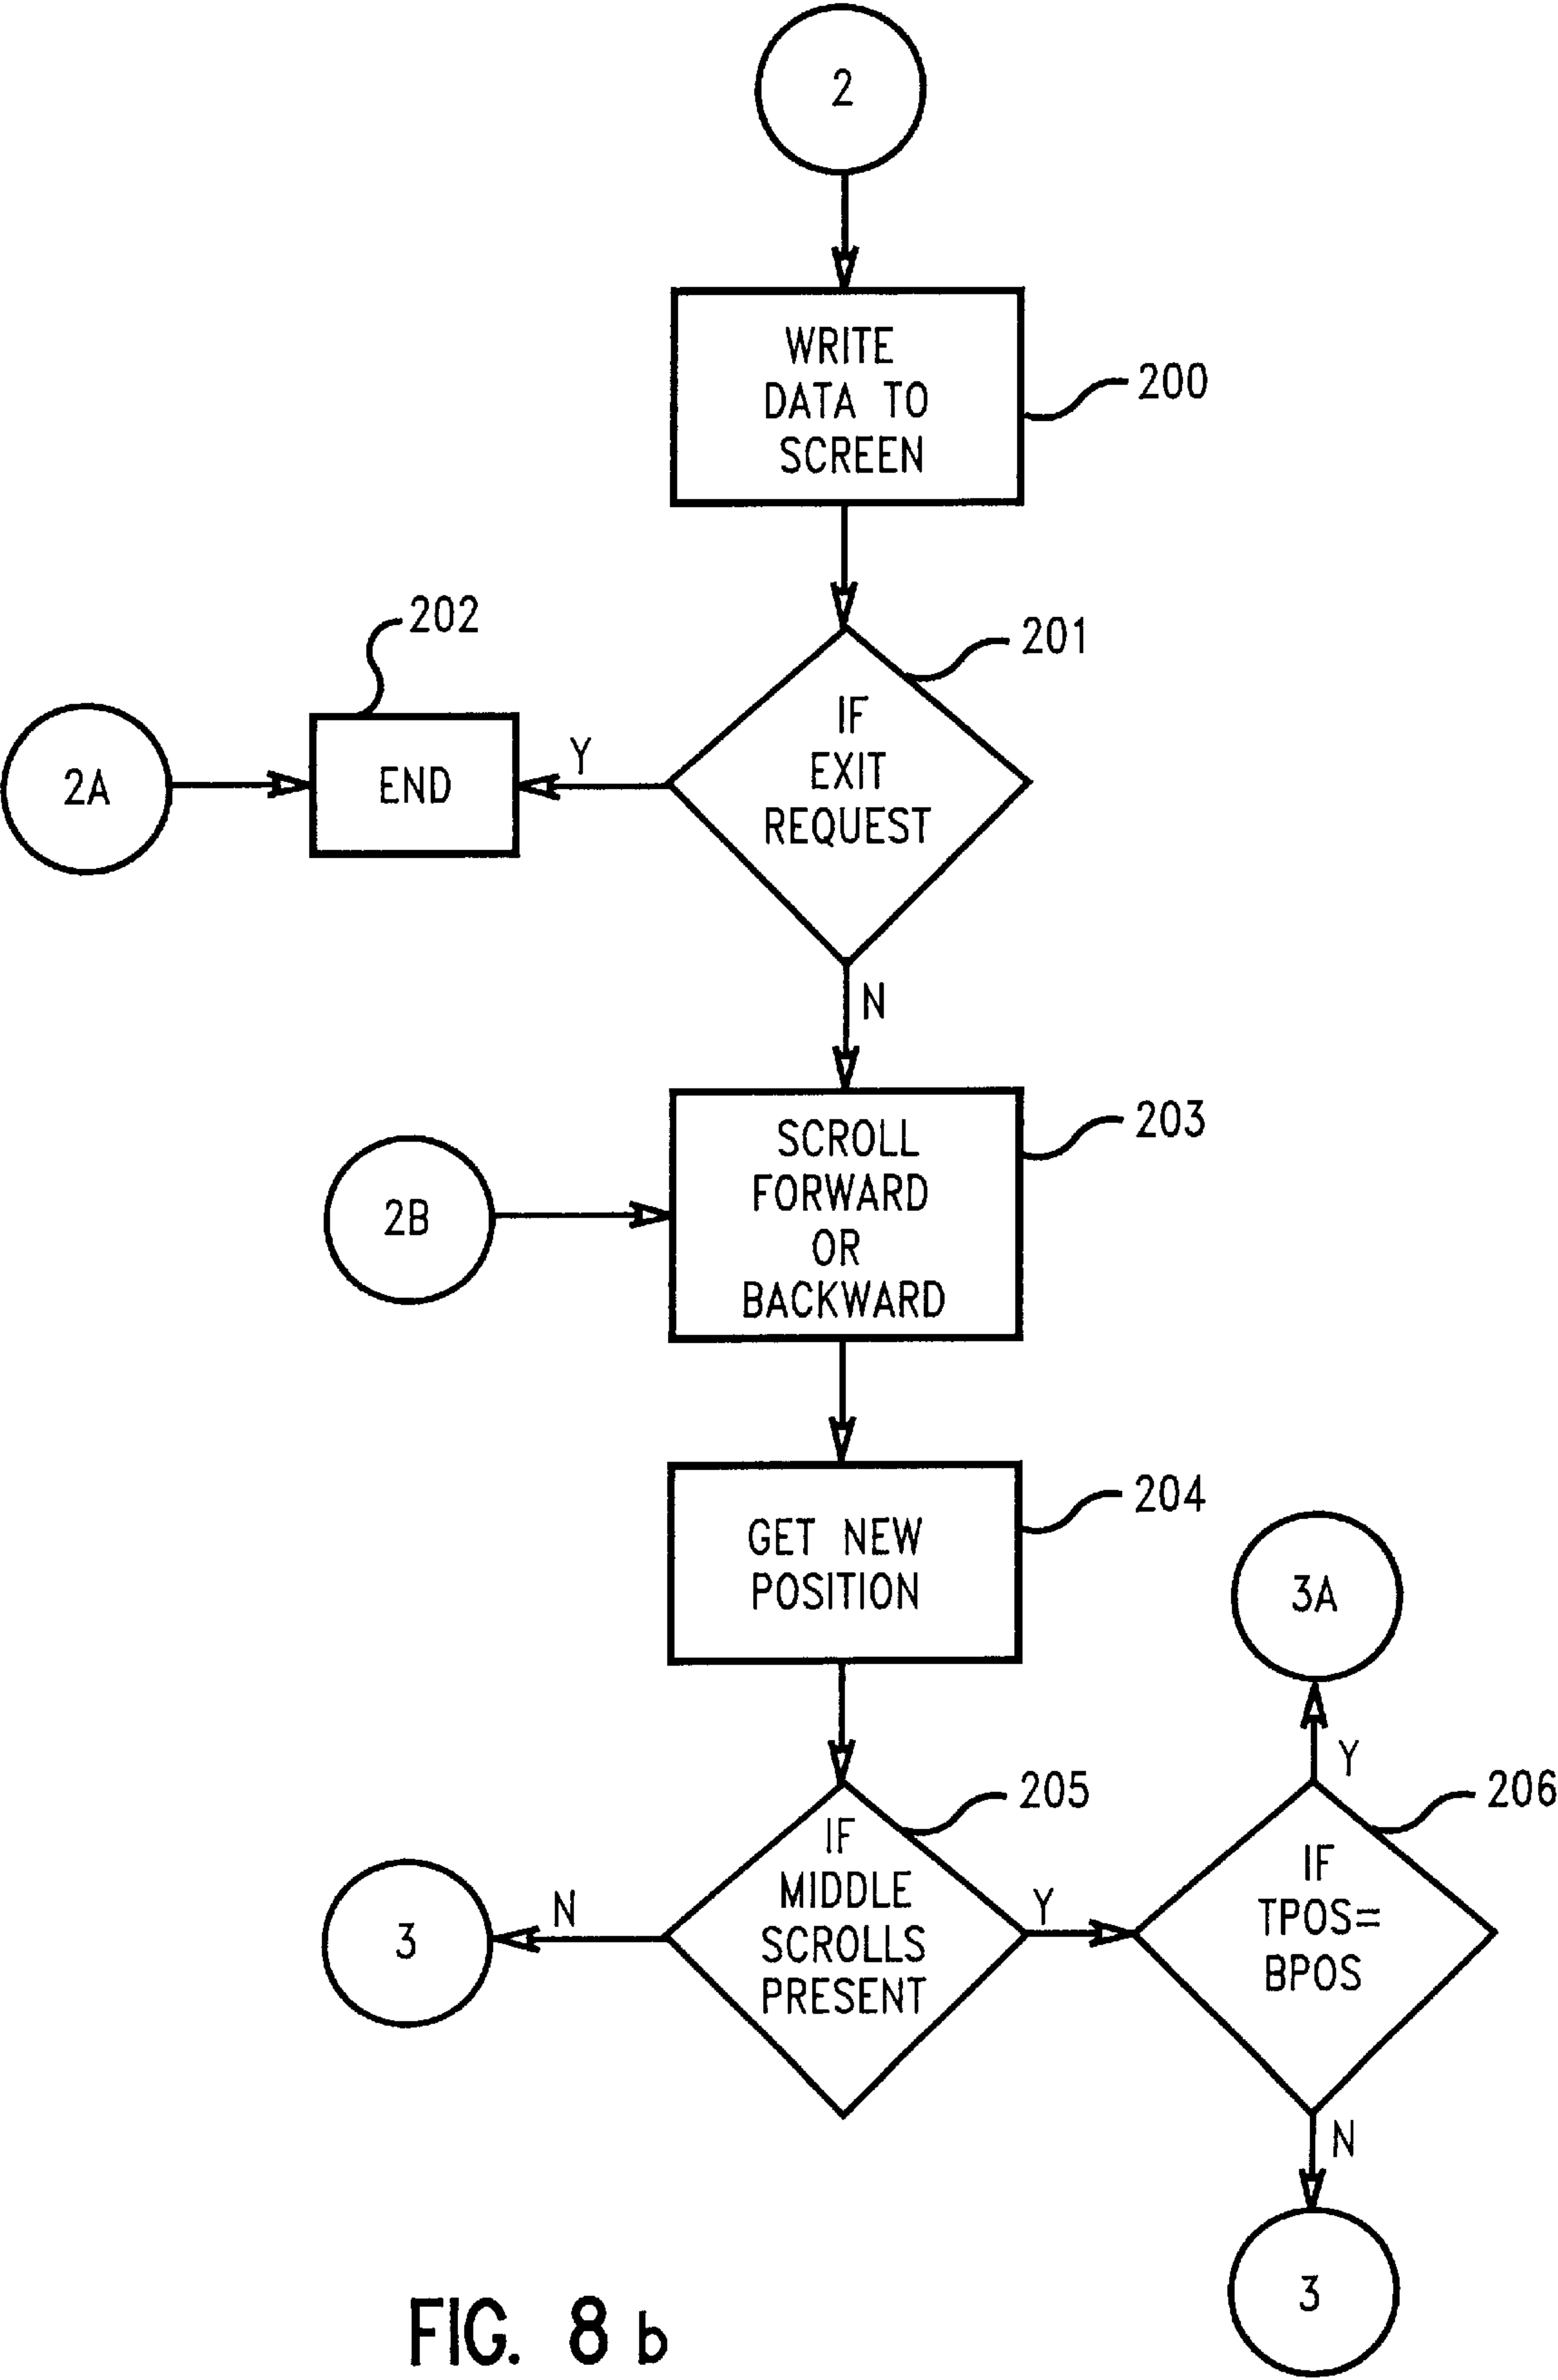 2
WRITE
DATA TO
SCREEN
200
202
201
IF
EXIT
REQUEST
Y
END
2A
N
SCROLL
FORWARD
OR
BACKWARD
203
2B
GET NEW
POSITION
204
3A
Y
205
206
IF
MIDDLE
SCROLLS
PRESENT
N
3
Y
IF
TPOS=
BPOS
N
3
FIG. 8 b